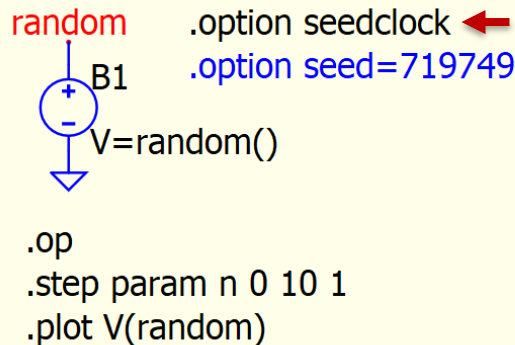 random
.option seedclock
.option seed=719749
B1
V=random()
.op
.step param n 0 10 1
.plot V(random)